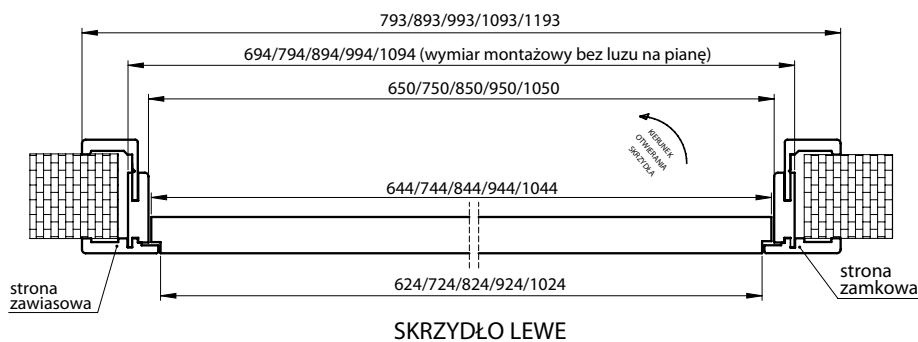 793/893/993/1093/1193
694/794/894/994/1094 (wymiar montażowy bez luzu na pianę)
650/750/850/950/1050
KIERUNEK
OTWIERANIA
SKRZYDŁA
644/744/844/944/1044
strona
zawiasowa
624/724/824/924/1024
strona
zamkowa
SKRZYDŁO LEWE